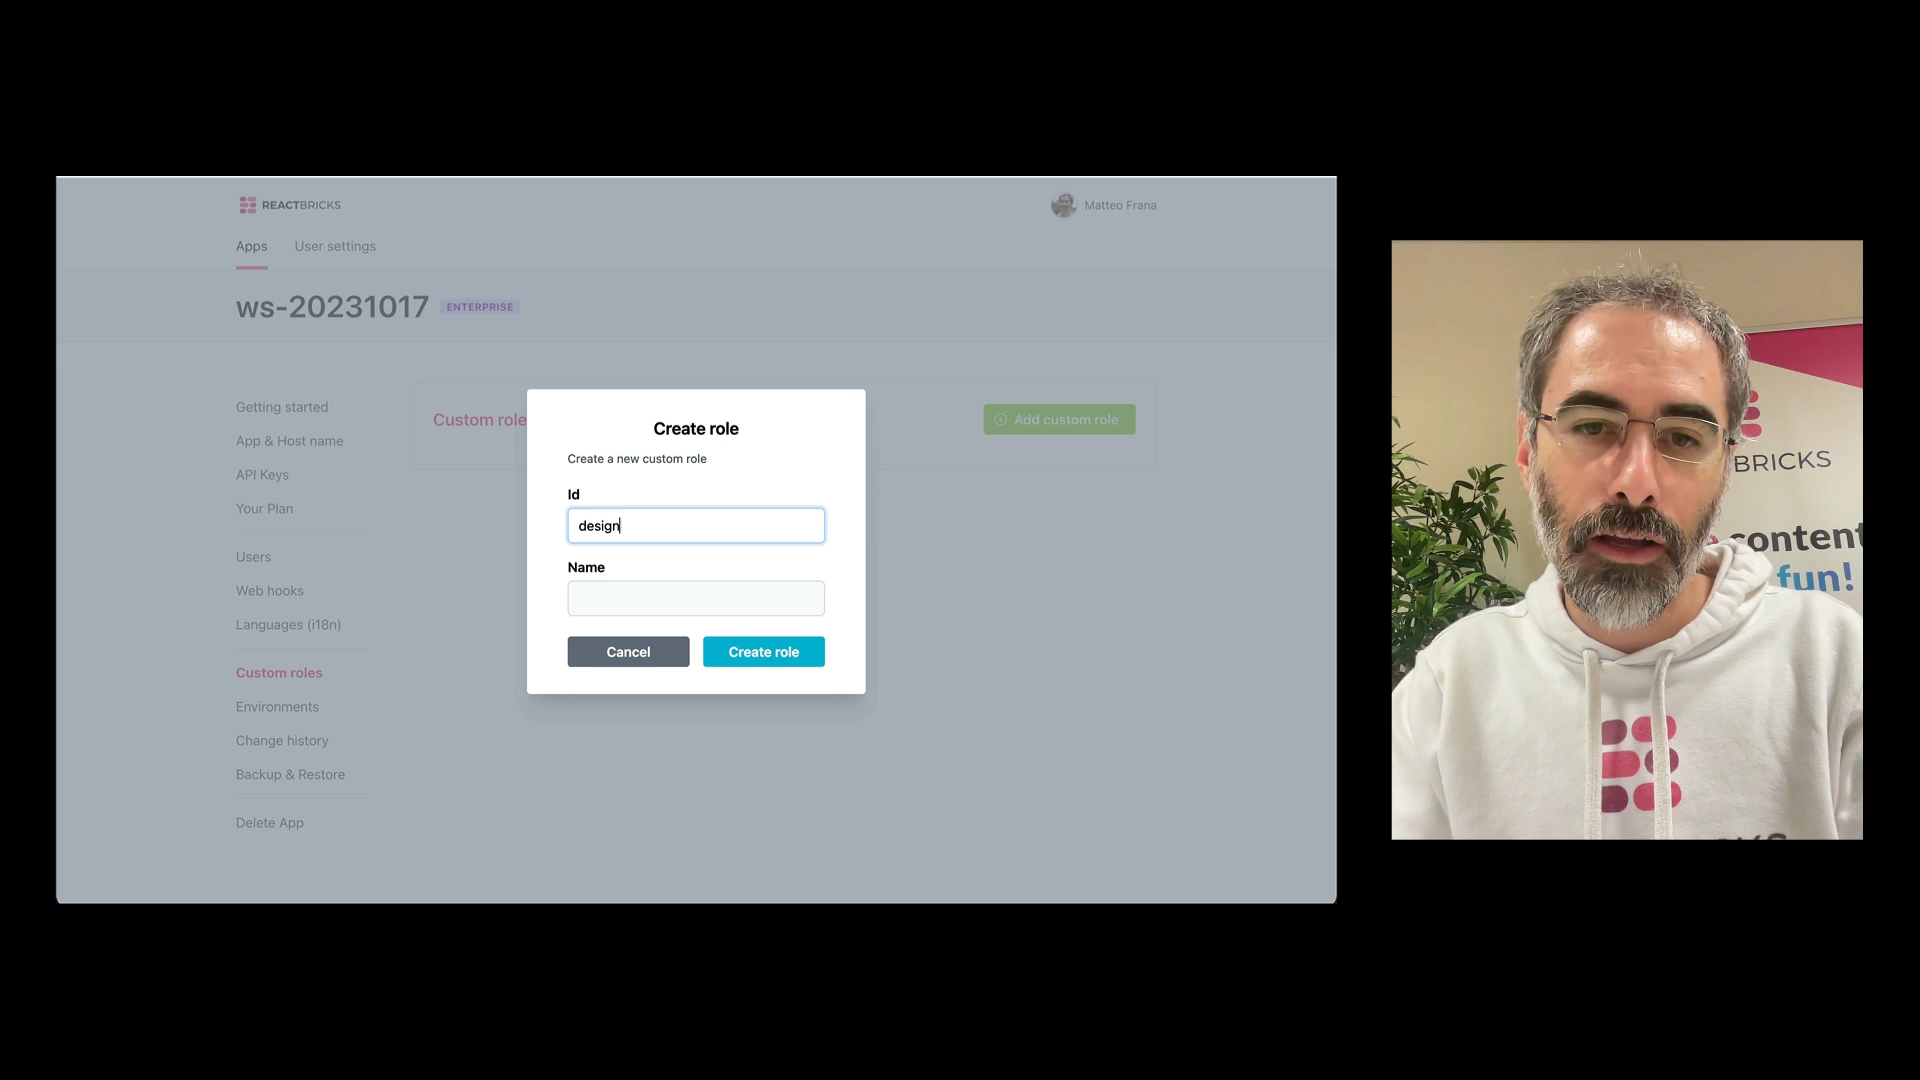 REACTBRICKS
Matteo Frana
Apps
User settings
ws-20231017
ENTERPRISE
Getting started
App & Host name
API Keys
Your Plan
Users
Web hooks
Languages (i18n)
Custom roles
Environments
Change history
Backup & Restore
Delete App
Custom role
Add custom role
Create role
Create a new custom role
Id
design
Name
Cancel
Create role
BRICKS
content
fun!